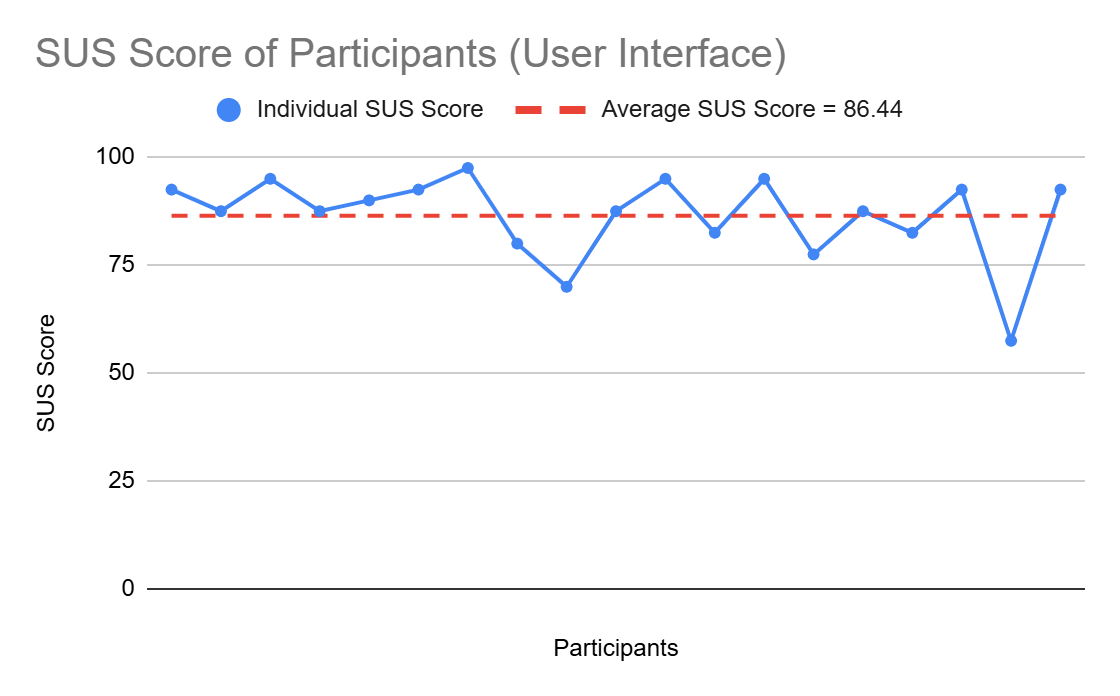 SUS Score of Participants (User Interface)
Individual SUS Score
Average SUS Score = 86.44
100
75
50
25
0
SUS Score
Participants